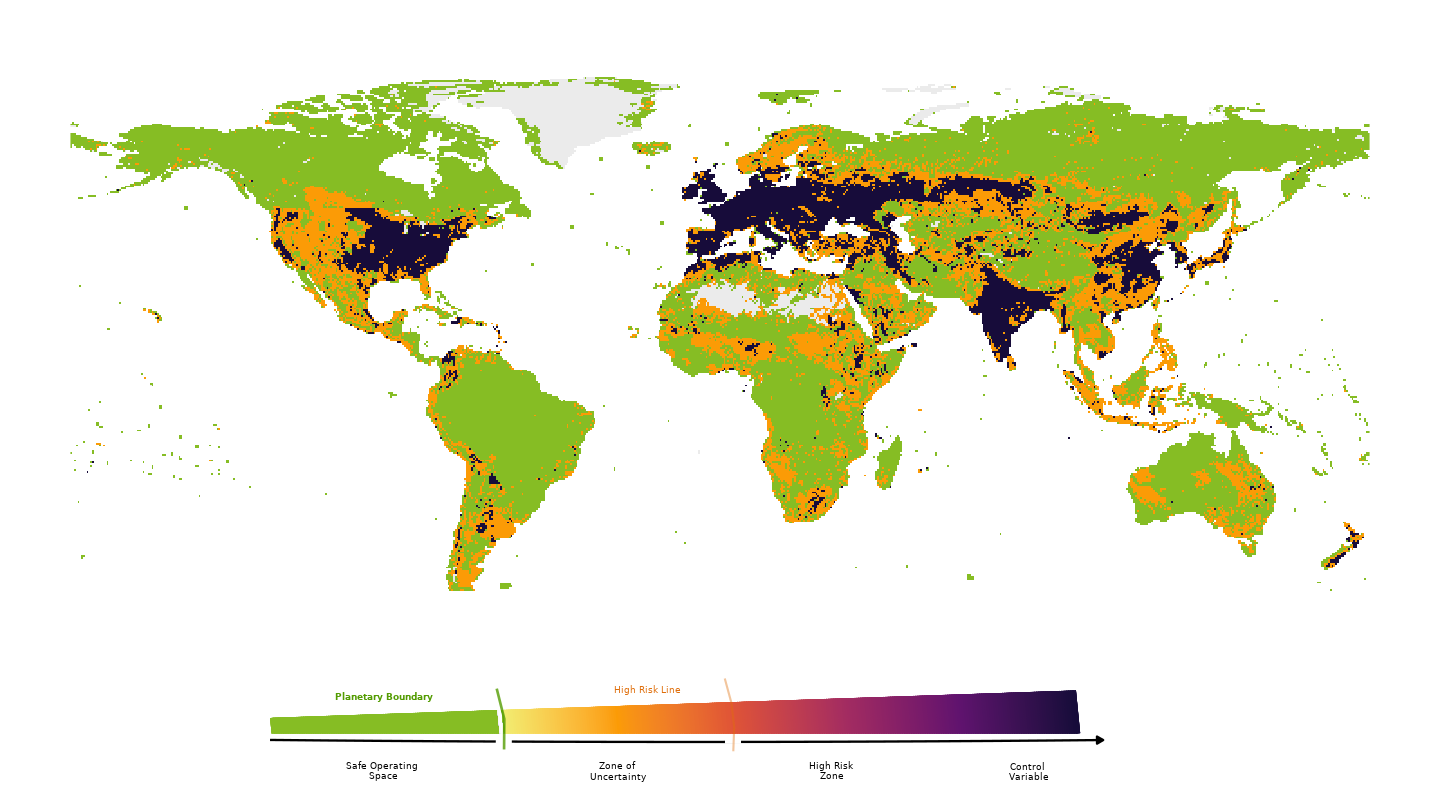 Planetary Boundary
High Risk Line
Safe Operating
Space
Zone of
Uncertainty
High Risk
Zone
Control
Variable